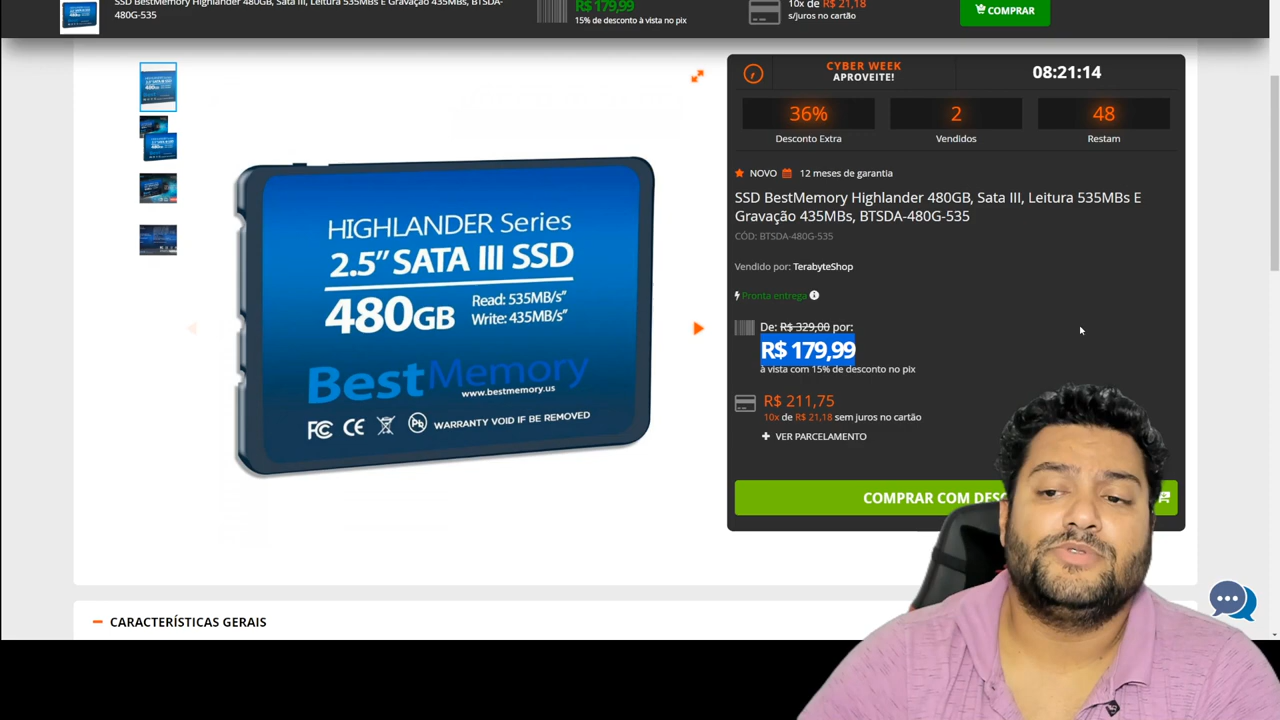 SSD BestMemory Highlander 480GB, Sata III, Leitura 535MBs E Gravação 435MBs, BTSDA-
480G-535
R$ 179,99
15% de desconto à vista no pix
10x de R$ 21,18
s/juros no cartão
COMPRAR
HIGHLANDER Series
2.5” SATA III SSD
480GB
Read: 535MB/s”
Write: 435MB/s”
BestMemory
www.bestmemory.us
FC CE Pb WARRANTY VOID IF BE REMOVED
CYBER WEEK
APROVEITE!
08:21:14
36% 2 48
Desconto Extra Vendidos Restam
NOVO 12 meses de garantia
SSD BestMemory Highlander 480GB, Sata III, Leitura 535MBs E
Gravação 435MBs, BTSDA-480G-535
CÓD: BTSDA-480G-535
Vendido por: TerabyteShop
Pronta entrega
De: R$ 329,00 por:
R$ 179,99
à vista com 15% de desconto no pix
R$ 211,75
10x de R$ 21,18 sem juros no cartão
+ VER PARCELAMENTO
COMPRAR COM DESC
CARACTERÍSTICAS GERAIS